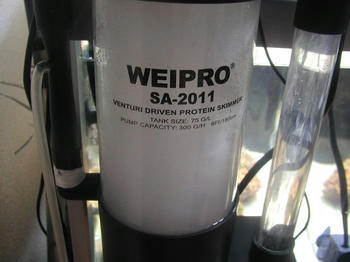 WEIPRO®
SA-2011
VENTURI DRIVEN PROTEIN SKIMMER
TANK SIZE: 75 G/L
PUMP CAPACITY: 300 G/H